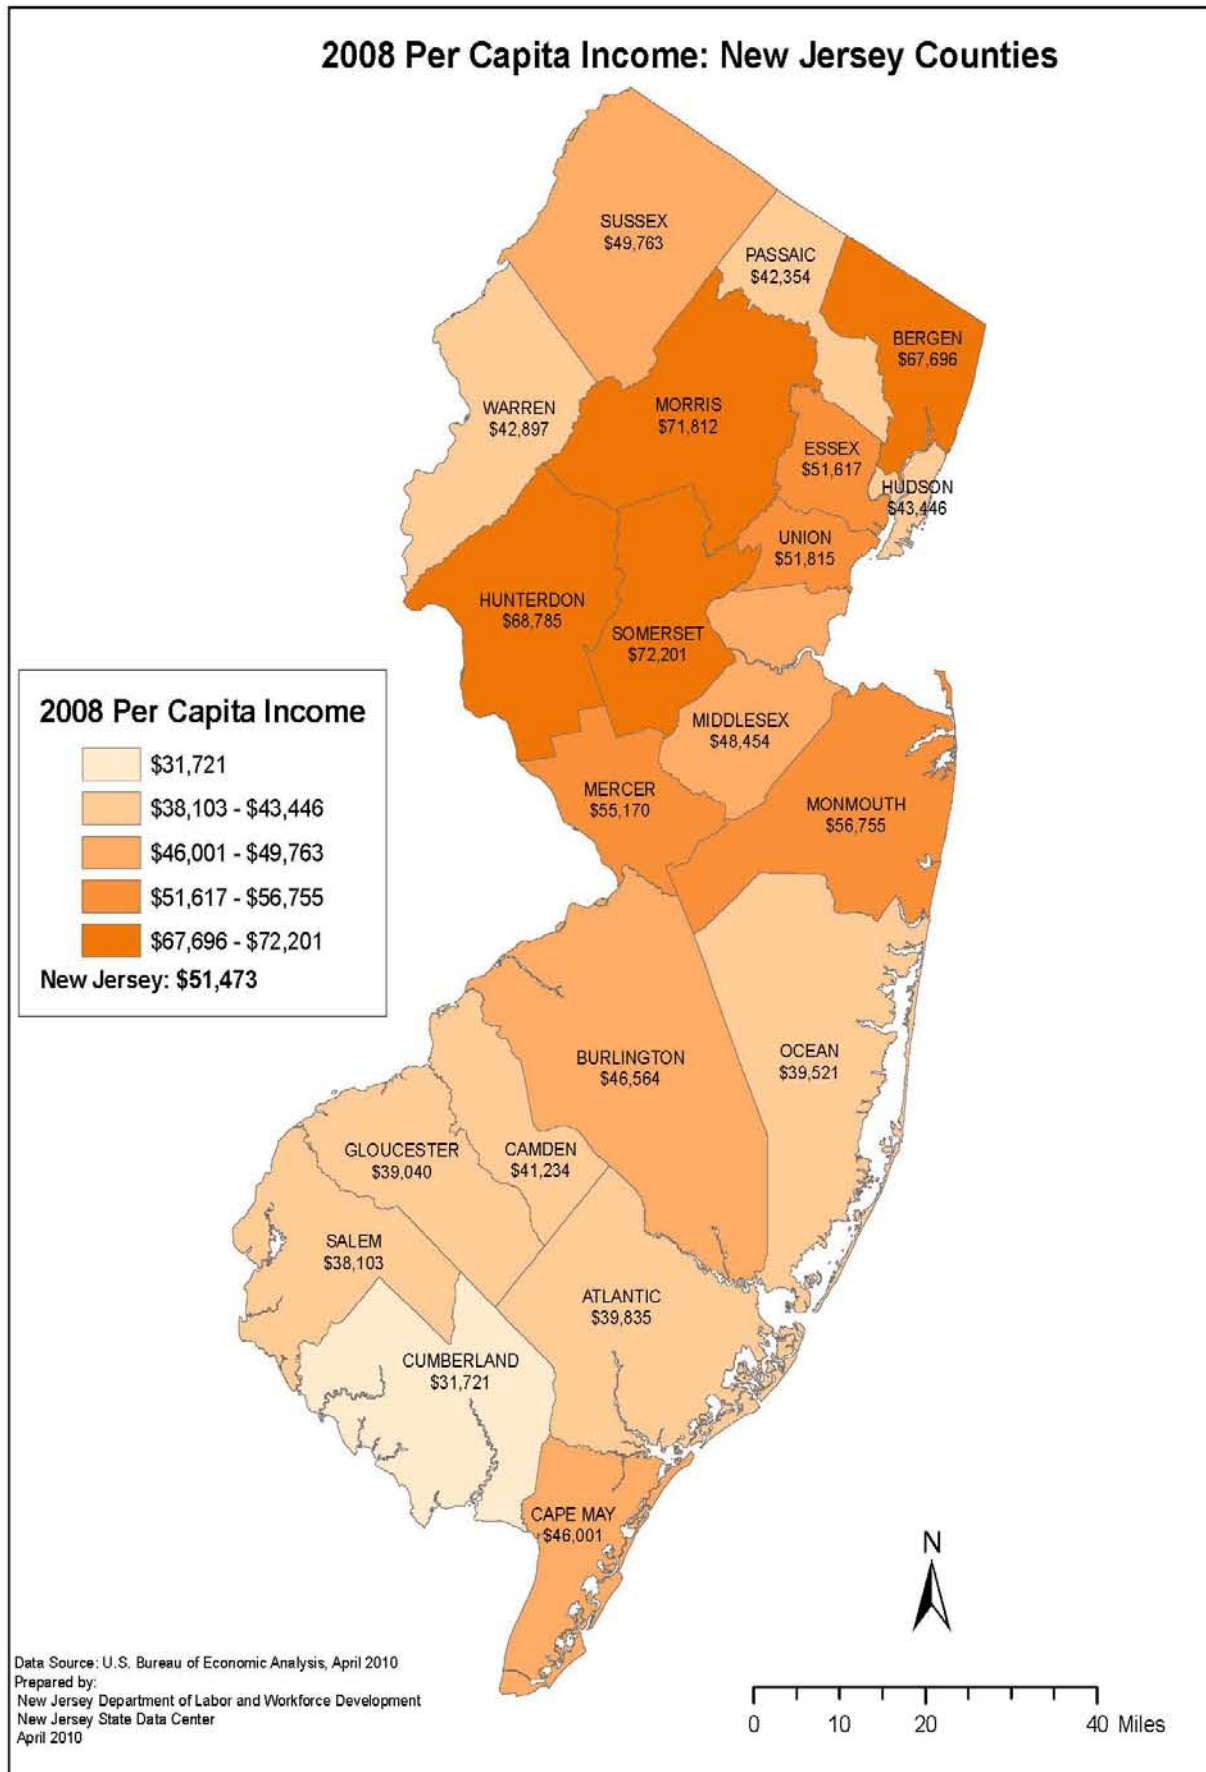 2008 Per Capita Income: New Jersey Counties
SUSSEX
$49,763
PASSAIC
$42,354
BERGEN
$67,696
WARREN
$42,897
MORRIS
$71,812
ESSEX
$51,617
HUDSON
$43,446
UNION
$51,815
HUNTERDON
$68,785
SOMERSET
$72,201
MIDDLESEX
$48,454
MERCER
$55,170
MONMOUTH
$56,755
2008 Per Capita Income
$31,721
$38,103 - $43,446
$46,001 - $49,763
$51,617 - $56,755
$67,696 - $72,201
New Jersey: $51,473
BURLINGTON
$46,564
OCEAN
$39,521
GLOUCESTER
$39,040
CAMDEN
$41,234
SALEM
$38,103
ATLANTIC
$39,835
CUMBERLAND
$31,721
CAPE MAY
$46,001
N
Data Source: U.S. Bureau of Economic Analysis, April 2010
Prepared by:
New Jersey Department of Labor and Workforce Development
New Jersey State Data Center
April 2010
0 10 20 40 Miles